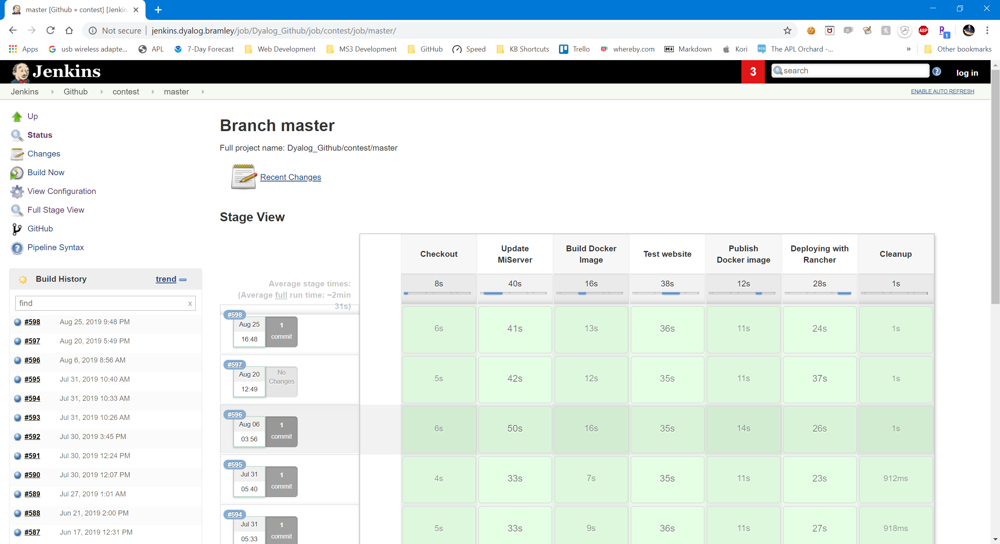 master [Github » contest] [Jenkin
Not secure
jenkins.dyalog.bramley/job/Dyalog_Github/job/contest/job/master/
ABP
1
Apps
usb wireless adapte...
APL
7-Day Forecast
Web Development
MS3 Development
GitHub
Speed
KB Shortcuts
Trello
whereby.com
Markdown
Kori
The APL Orchard -...
»
Other bookmarks
Jenkins
3
search
log in
Jenkins
Github
contest
master
ENABLE AUTO REFRESH
Up
Status
Changes
Build Now
View Configuration
Full Stage View
GitHub
Pipeline Syntax
Build History
trend
find
x
#598 Aug 25, 2019 9:48 PM
#597 Aug 20, 2019 5:49 PM
#596 Aug 6, 2019 8:56 AM
#595 Jul 31, 2019 10:40 AM
#594 Jul 31, 2019 10:33 AM
#593 Jul 31, 2019 10:26 AM
#592 Jul 30, 2019 3:45 PM
#591 Jul 30, 2019 12:24 PM
#590 Jul 30, 2019 12:07 PM
#589 Jul 27, 2019 1:01 AM
#588 Jun 21, 2019 2:00 PM
#587 Jun 17, 2019 12:31 PM
Branch master
Full project name: Dyalog_Github/contest/master
Recent Changes
Stage View
Checkout
Update
MiServer
Build Docker
Image
Test website
Publish
Docker image
Deploying with
Rancher
Cleanup
Average stage times:
(Average full run time: ~2min
31s)
8s 40s 16s 38s 12s 28s 1s
#598
Aug 25
16:48
1
commit
6s 41s 13s 36s 11s 24s 1s
#597
Aug 20
12:49
No
Changes
5s 42s 12s 35s 11s 37s 1s
#596
Aug 06
03:56
1
commit
6s 50s 16s 35s 14s 26s 1s
#595
Jul 31
05:40
1
commit
4s 33s 7s 35s 11s 23s 912ms
#594
Jul 31
05:33
1
commit
5s 33s 9s 36s 11s 27s 918ms